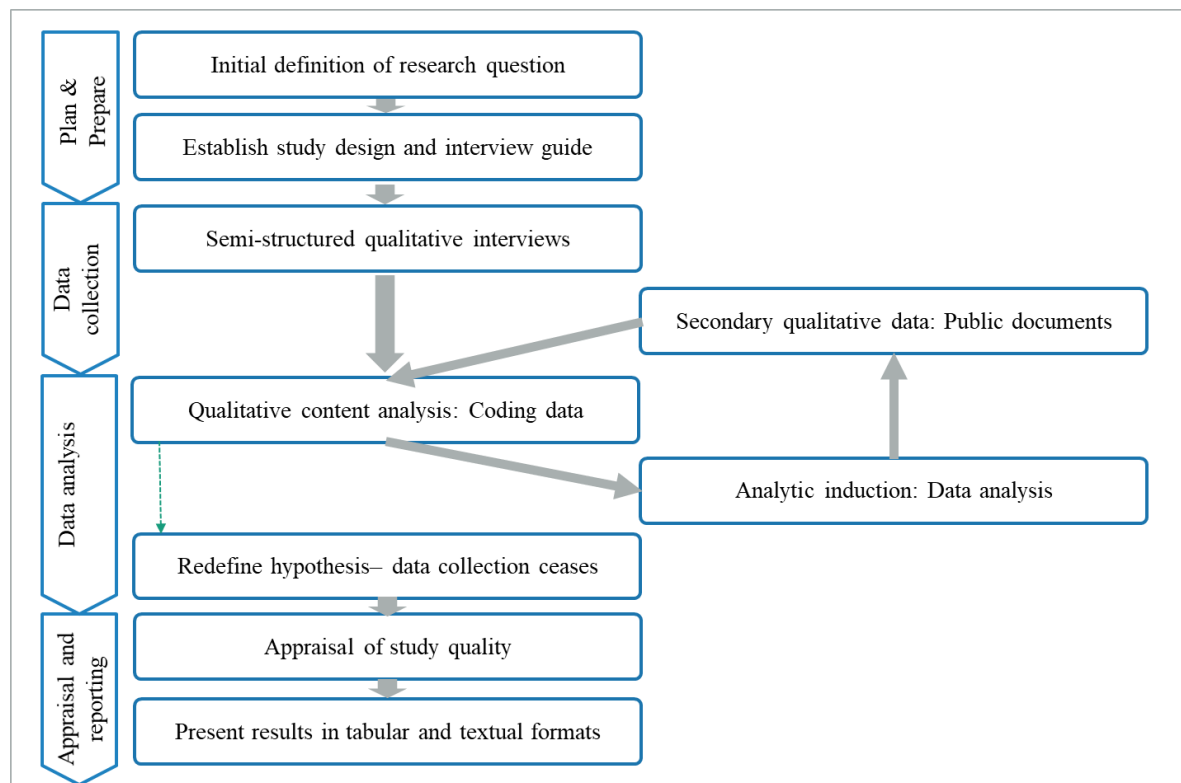 Plan &
Prepare
Initial definition of research question
Establish study design and interview guide
Data
collection
Semi-structured qualitative interviews
Secondary qualitative data: Public documents
Data analysis
Qualitative content analysis: Coding data
Analytic induction: Data analysis
Redefine hypothesis– data collection ceases
Appraisal and
reporting
Appraisal of study quality
Present results in tabular and textual formats